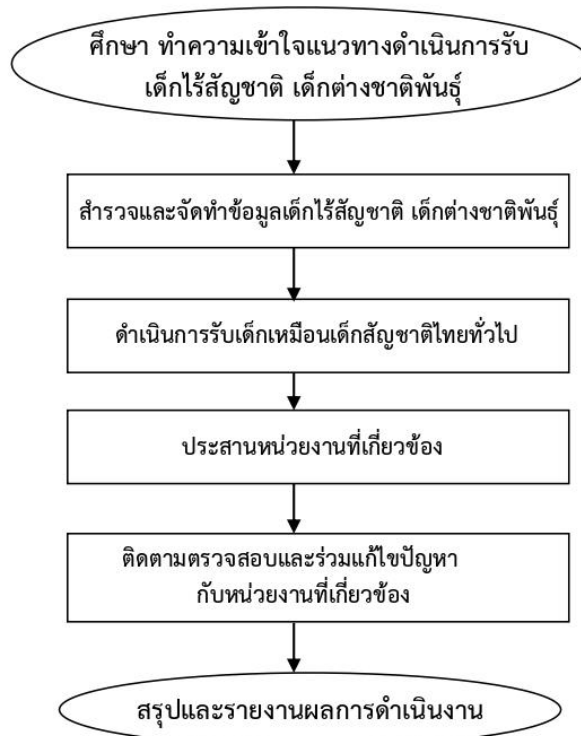 ศึกษา ทำความเข้าใจแนวทางดำเนินการรับ
เด็กไร้สัญชาติ เด็กต่างชาติพันธุ์
สำรวจและจัดทำข้อมูลเด็กไร้สัญชาติ เด็กต่างชาติพันธุ์
ดำเนินการรับเด็กเหมือนเด็กสัญชาติไทยทั่วไป
ประสานหน่วยงานที่เกี่ยวข้อง
ติดตามตรวจสอบและร่วมแก้ไขปัญหา
กับหน่วยงานที่เกี่ยวข้อง
สรุปและรายงานผลการดำเนินงาน